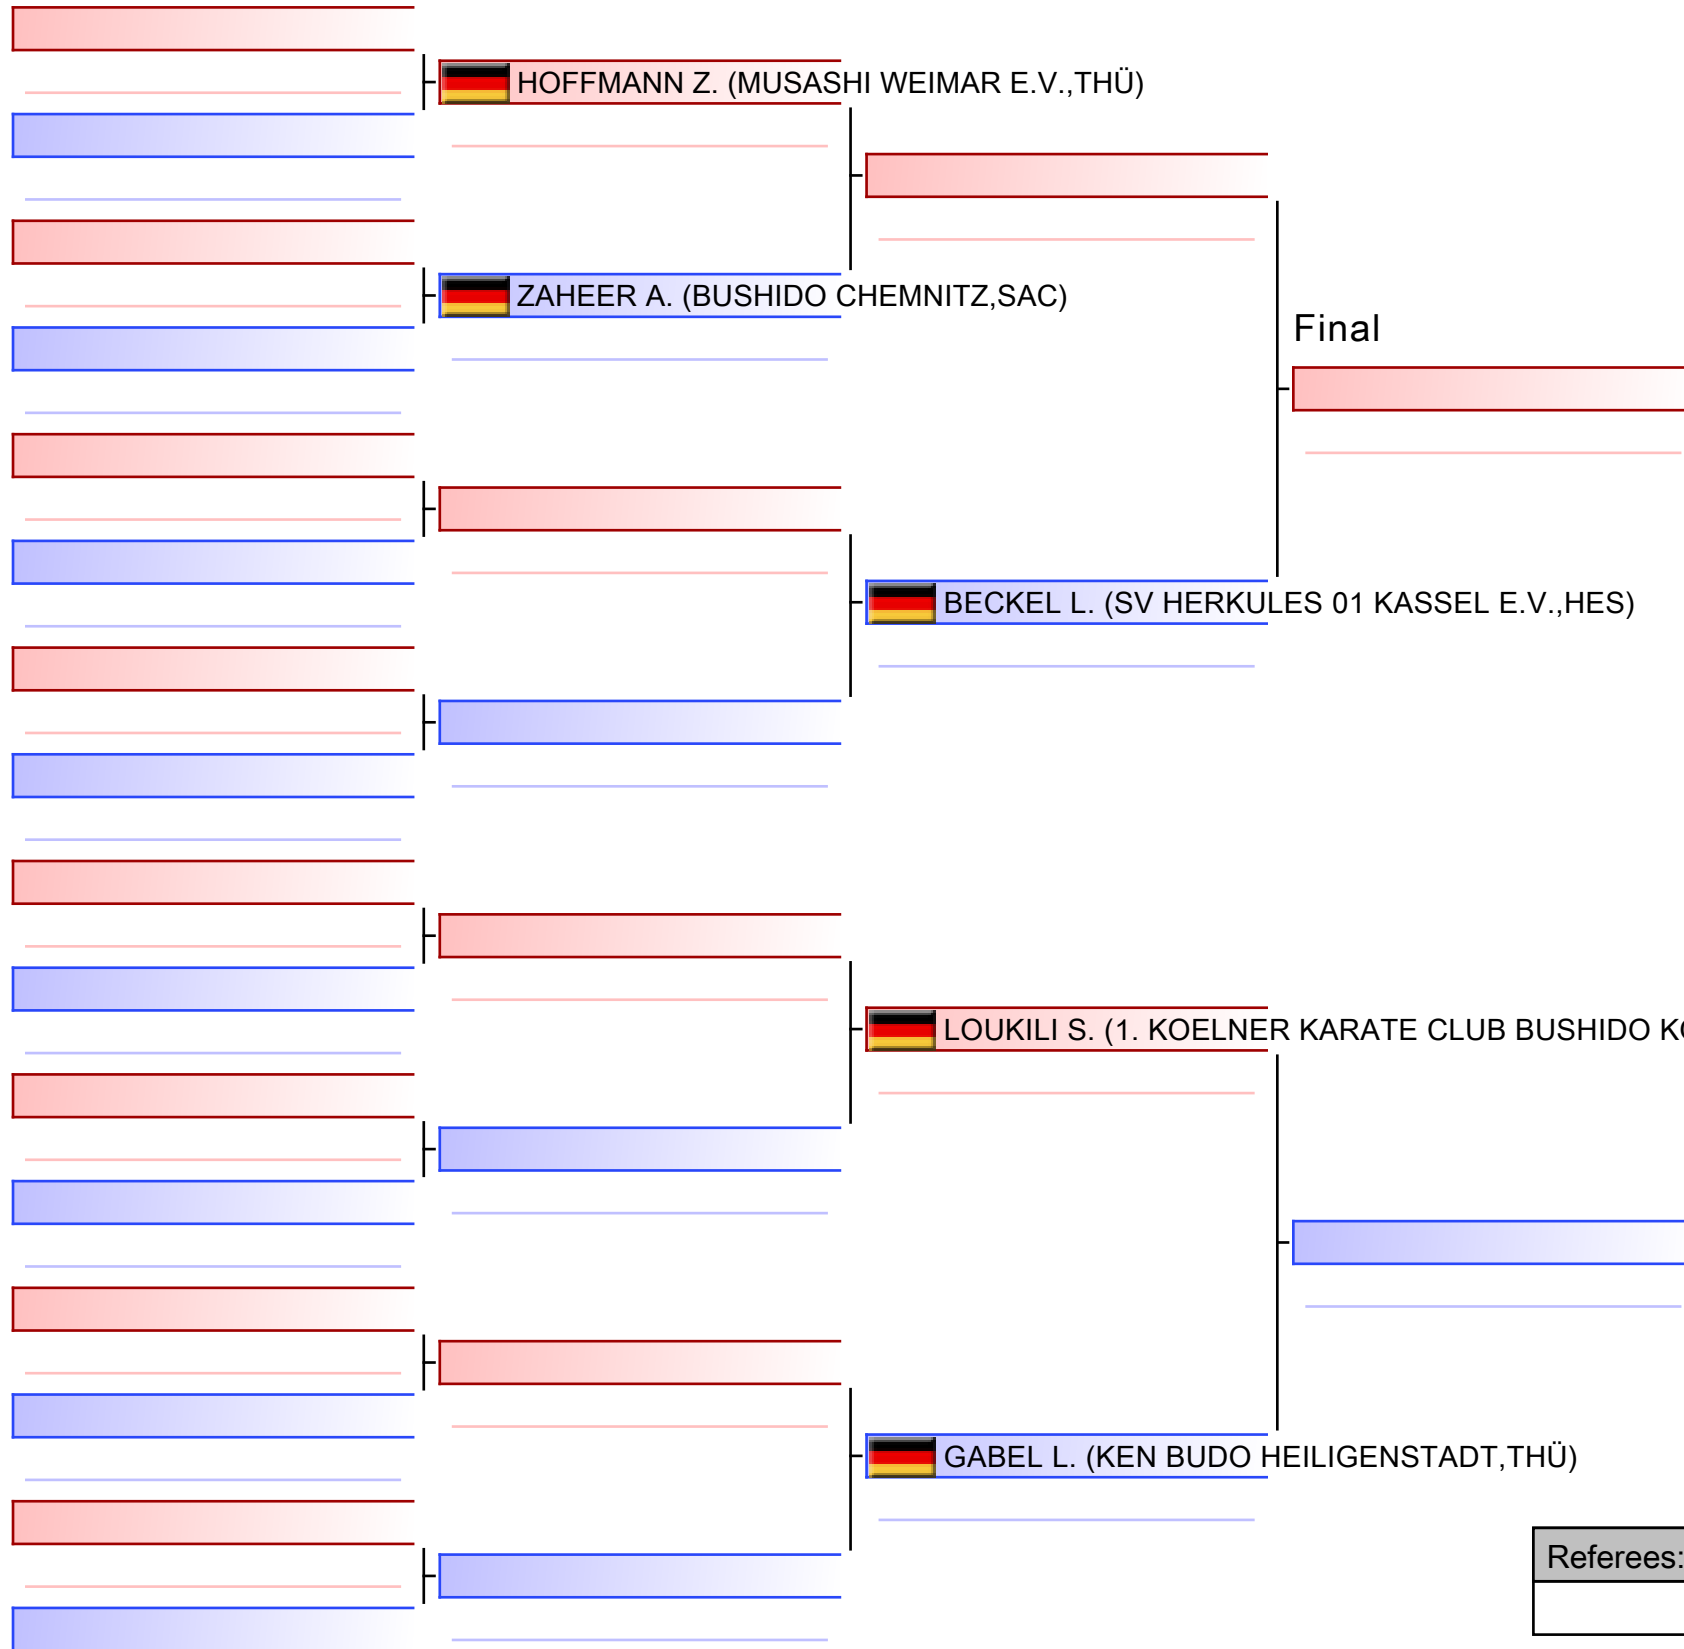 HOFFMANN Z. (MUSASHI WEIMAR E.V.,THÜ)
ZAHEER A. (BUSHIDO CHEMNITZ,SAC)
Final
BECKEL L. (SV HERKULES 01 KASSEL E.V.,HES)
LOUKILI S. (1. KOELNER KARATE CLUB BUSHIDO
GABEL L. (KEN BUDO HEILIGENSTADT,THÜ)
Referees: